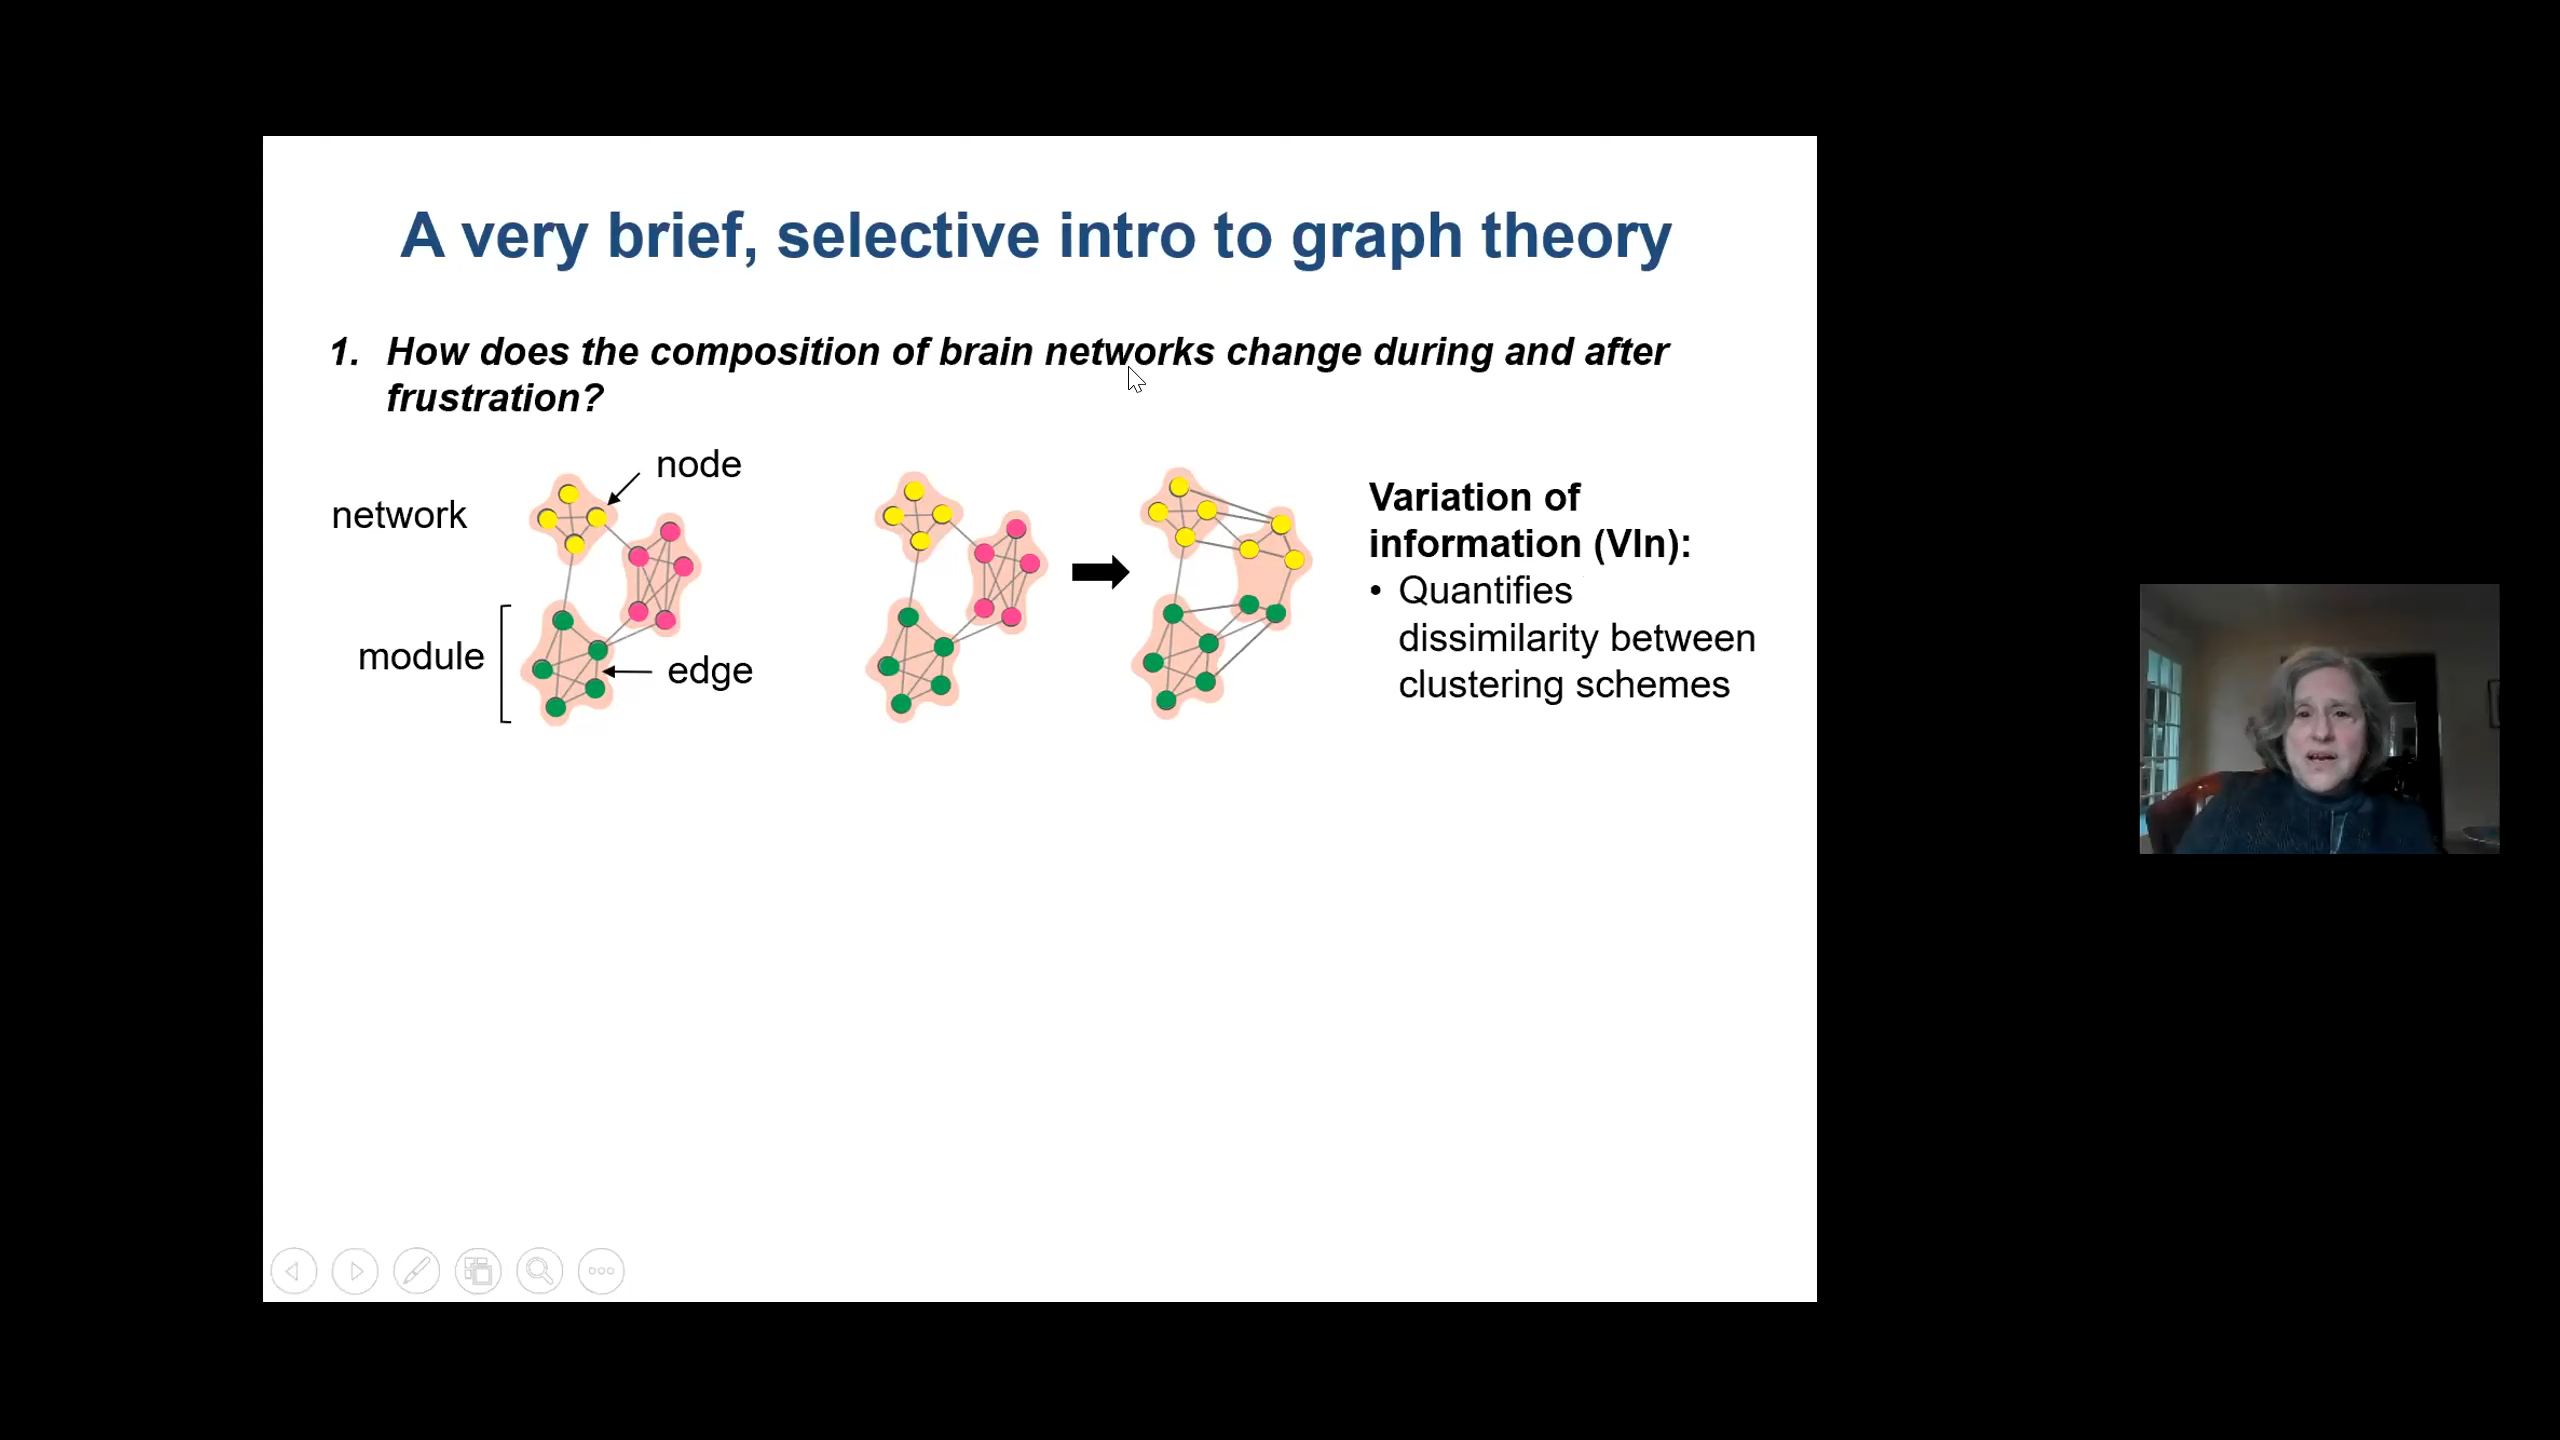 A very brief, selective intro to graph theory
1. How does the composition of brain networks change during and after
frustration?
node
network
module
edge
Variation of
information (VIn):
• Quantifies
dissimilarity between
clustering schemes